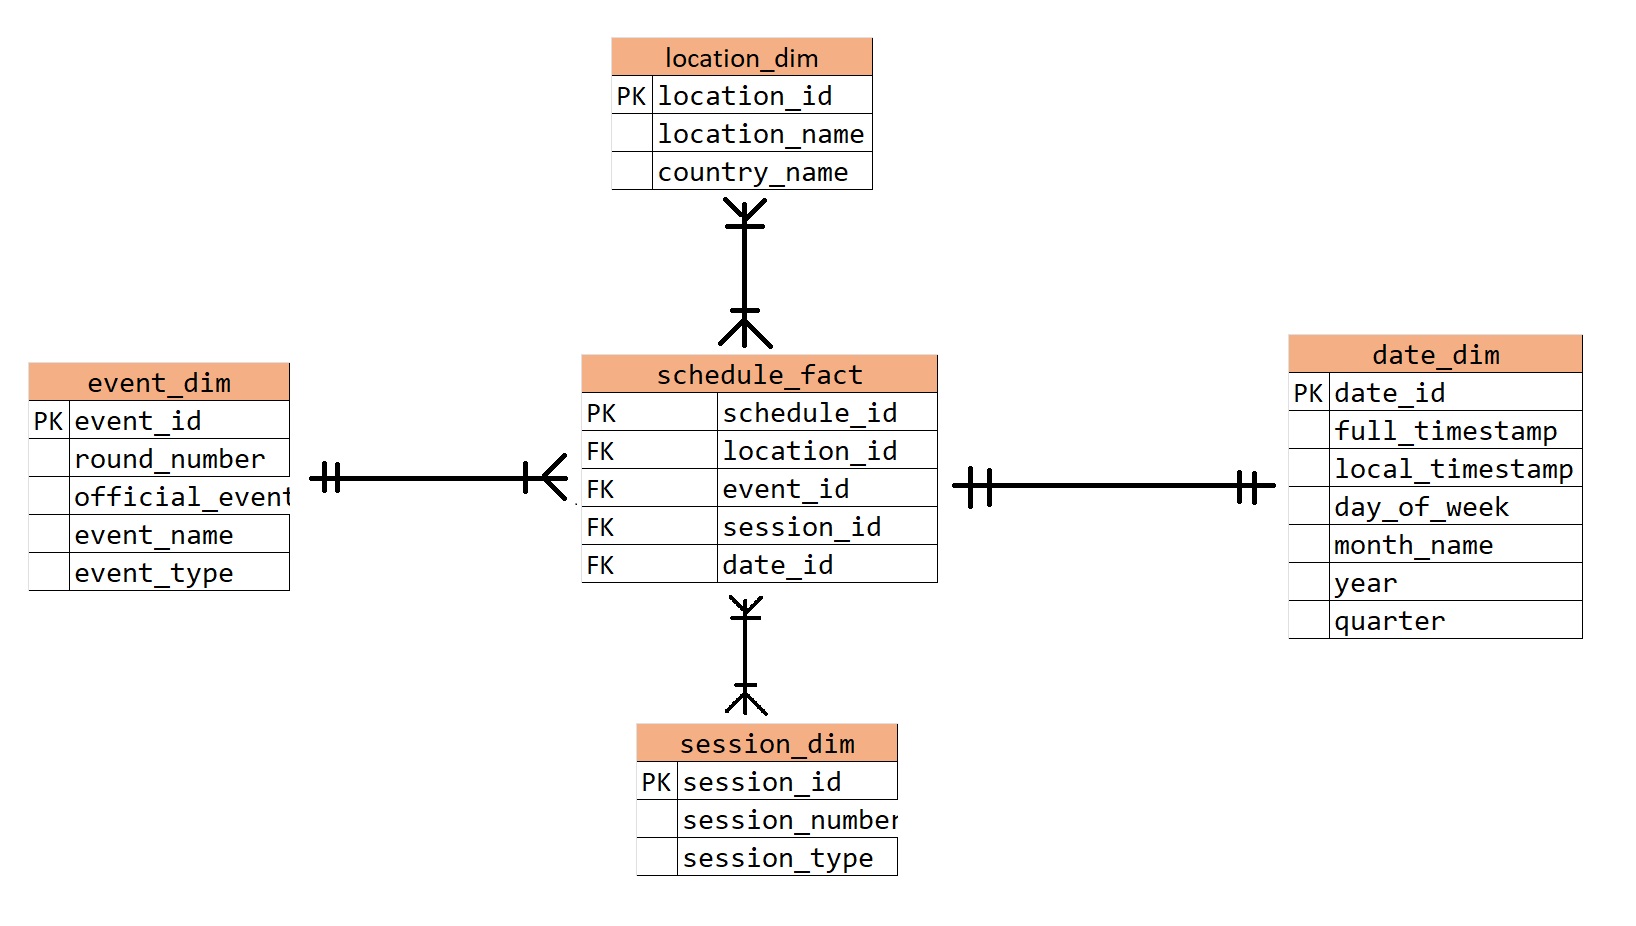 location_dim
PK location_id
location_name
country_name
event_dim
PK event_id
round_number
official_event
event_name
event_type
schedule_fact
PK schedule_id
FK location_id
FK event_id
FK session_id
FK date_id
date_dim
PK date_id
full_timestamp
local_timestamp
day_of_week
month_name
year
quarter
session_dim
PK session_id
session_number
session_type